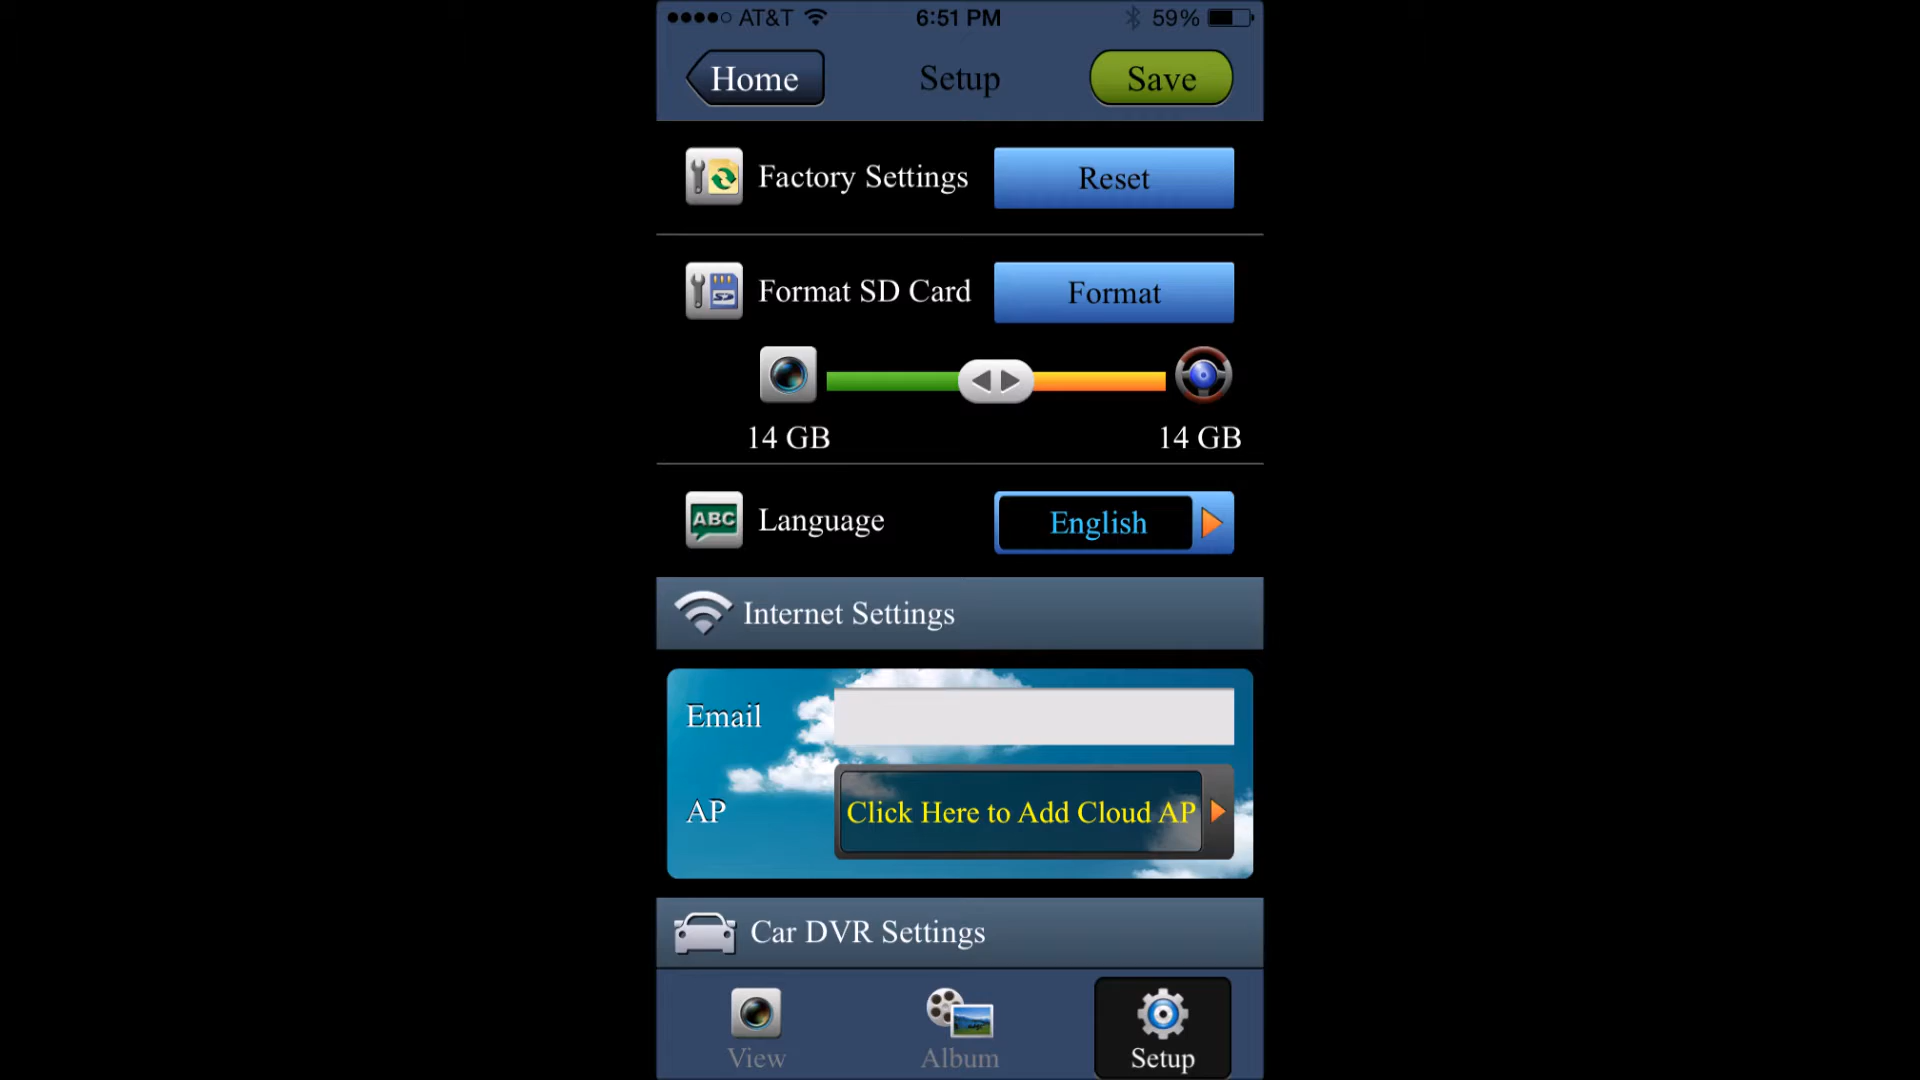 AT&T 6:51 PM 59%
Home Setup Save
Factory Settings Reset
Format SD Card Format
14 GB 14 GB
ABC Language English
Internet Settings
Email
AP Click Here to Add Cloud AP
Car DVR Settings
View Album Setup